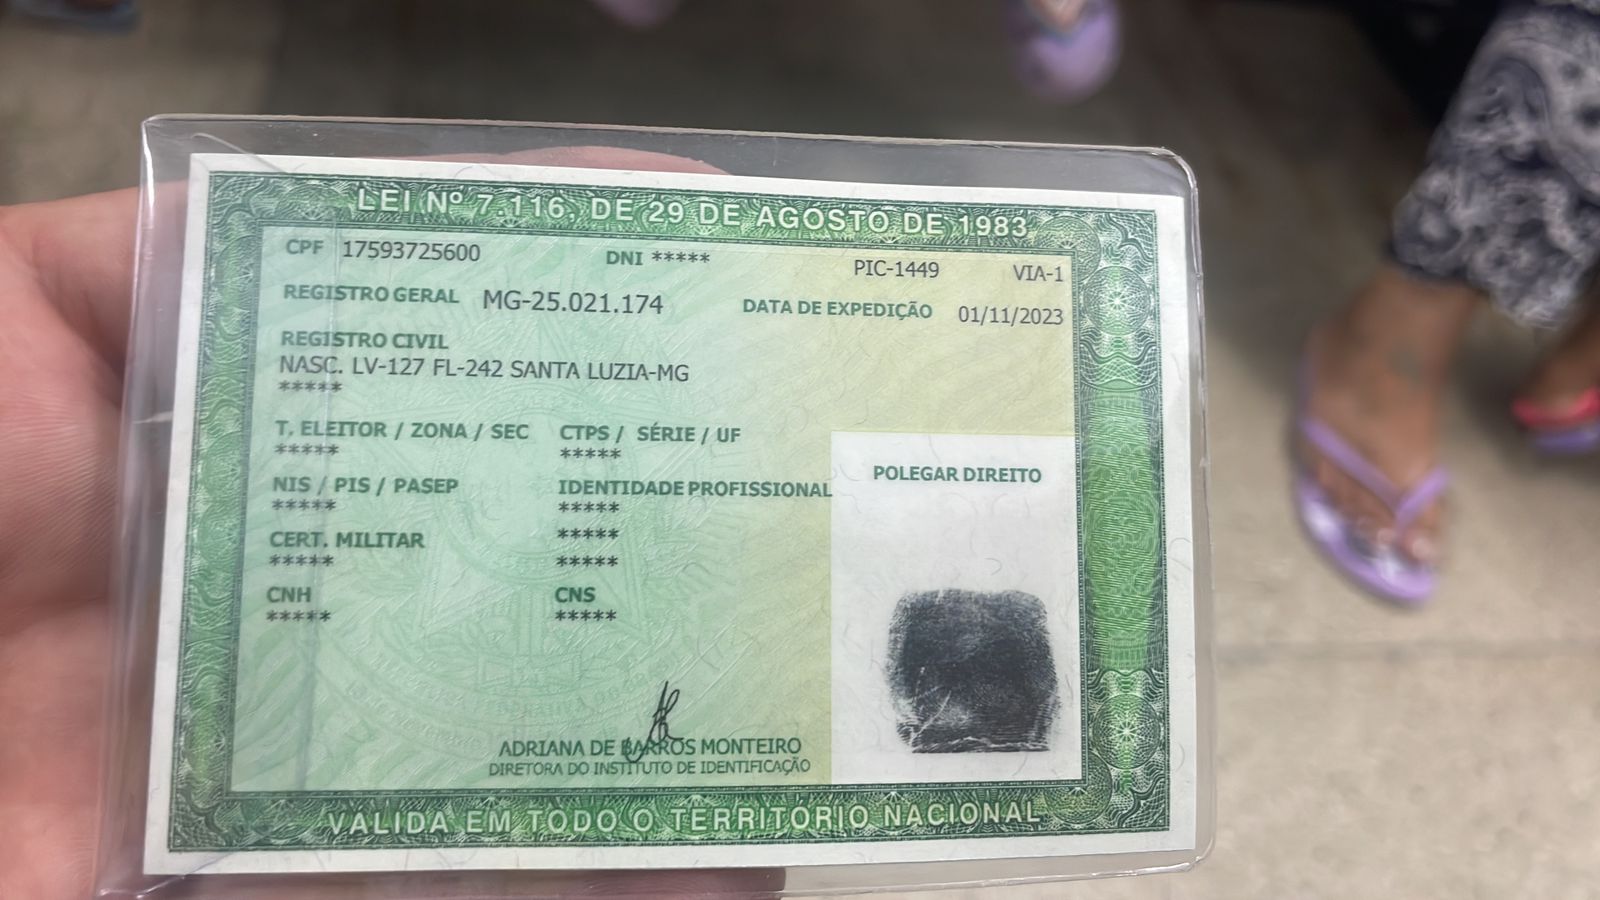 LEI Nº 7.116, DE 29 DE AGOSTO DE 1983
CPF 17593725600 DNI ***** PIC-1449 VIA-1
REGISTRO GERAL MG-25.021.174 DATA DE EXPEDIÇÃO 01/11/2023
REGISTRO CIVIL
NASC. LV-127 FL-242 SANTA LUZIA-MG
*****
T. ELEITOR / ZONA / SEC CTPS / SÉRIE / UF
***** *****
POLEGAR DIREITO
NIS / PIS / PASEP IDENTIDADE PROFISSIONAL
***** *****
*****
CERT. MILITAR
***** *****
CNH CNS
***** *****
ADRIANA DE BARROS MONTEIRO
DIRETORA DO INSTITUTO DE IDENTIFICAÇÃO
VÁLIDA EM TODO O TERRITÓRIO NACIONAL